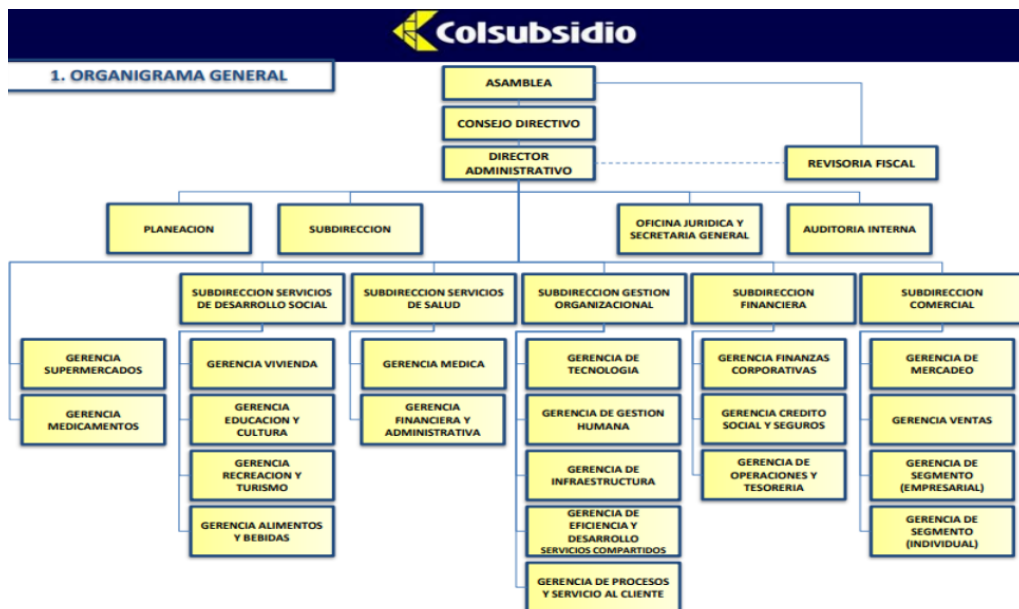 Colsubsidio
1. ORGANIGRAMA GENERAL
ASAMBLEA
CONSEJO DIRECTIVO
DIRECTOR
ADMINISTRATIVO
REVISORIA FISCAL
PLANEACION
SUBDIRECCION
OFICINA JURIDICA Y
SECRETARIA GENERAL
AUDITORIA INTERNA
SUBDIRECCION SERVICIOS
DE DESARROLLO SOCIAL
SUBDIRECCION SERVICIOS
DE SALUD
SUBDIRECCION GESTION
ORGANIZACIONAL
SUBDIRECCION
FINANCIERA
SUBDIRECCION
COMERCIAL
GERENCIA
SUPERMERCADOS
GERENCIA
MEDICAMENTOS
GERENCIA VIVIENDA
GERENCIA
EDUCACION Y
CULTURA
GERENCIA
RECREACION Y
TURISMO
GERENCIA ALIMENTOS
Y BEBIDAS
GERENCIA MEDICA
GERENCIA
FINANCIERA Y
ADMINISTRATIVA
GERENCIA DE
TECNOLOGIA
GERENCIA DE GESTION
HUMANA
GERENCIA DE
INFRAESTRUCTURA
GERENCIA DE
EFICIENCIA Y
DESARROLLO
SERVICIOS COMPARTIDOS
GERENCIA DE PROCESOS
Y SERVICIO AL CLIENTE
GERENCIA FINANZAS
CORPORATIVAS
GERENCIA CREDITO
SOCIAL Y SEGUROS
GERENCIA DE
OPERACIONES Y
TESORERIA
GERENCIA DE
MERCADEO
GERENCIA VENTAS
GERENCIA DE
SEGMENTO
(EMPRESARIAL)
GERENCIA DE
SEGMENTO
(INDIVIDUAL)